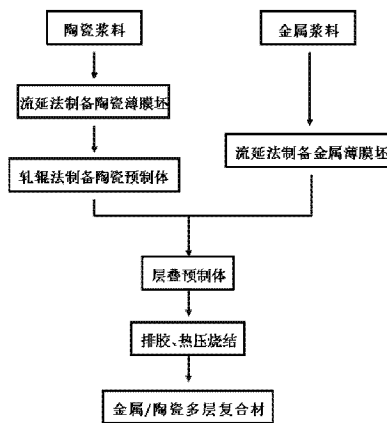 陶瓷浆料
金属浆料
流延法制备陶瓷薄膜坯
流延法制备金属薄膜坯
轧辊法制备陶瓷预制体
层叠预制体
排胶、热压烧结
金属/陶瓷多层复合材